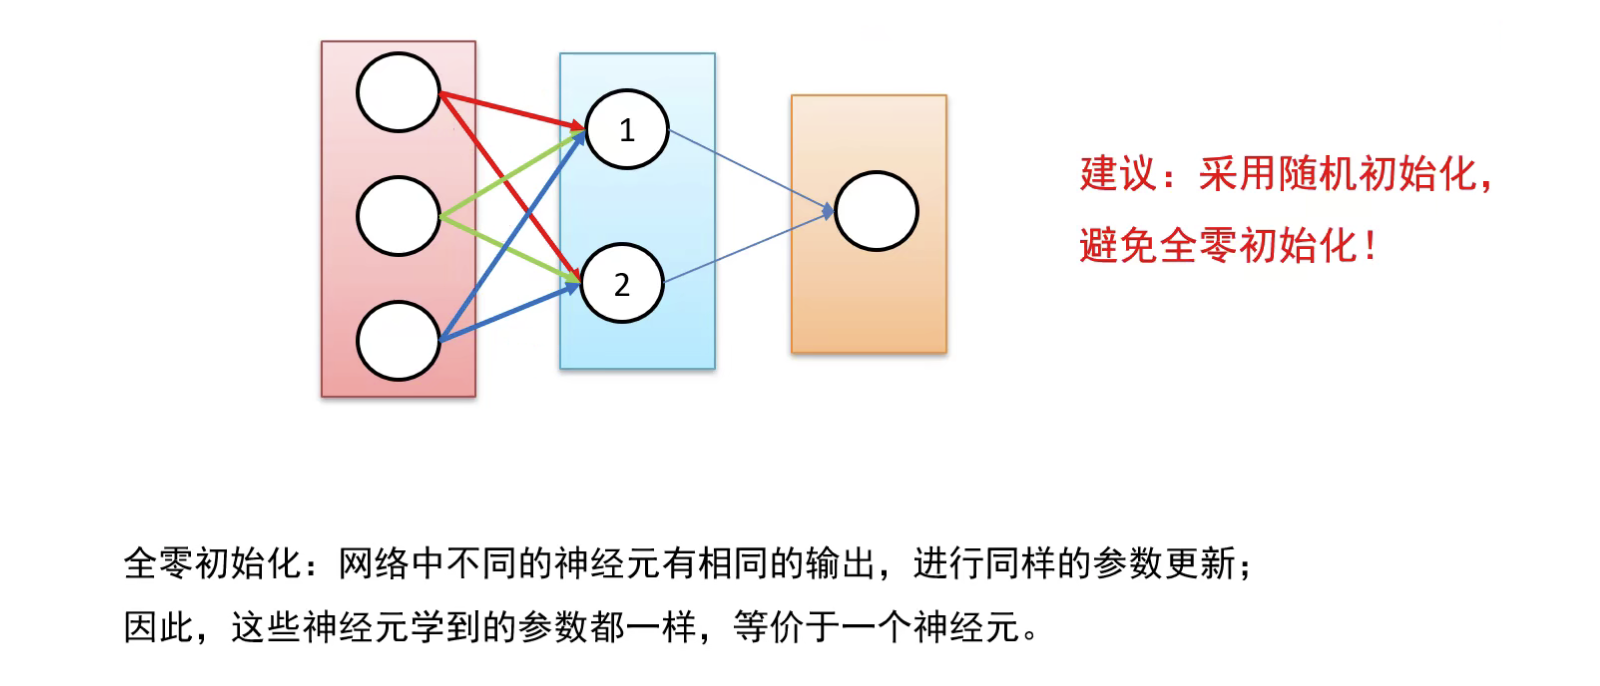 1
2
建议：采用随机初始化，
避免全零初始化！
全零初始化：网络中不同的神经元有相同的输出，进行同样的参数更新；
因此，这些神经元学到的参数都一样，等价于一个神经元。